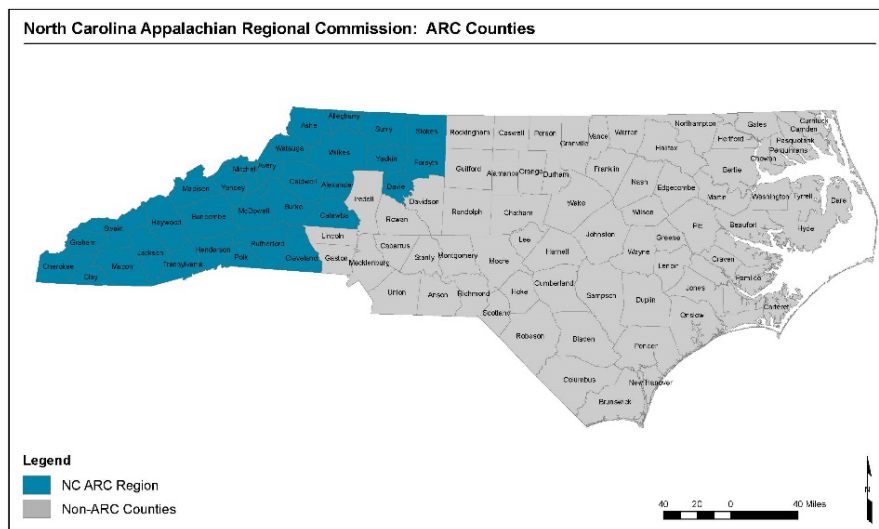 North Carolina Appalachian Regional Commission: ARC Counties
Alleghany
Ashe
Surry
Stokes
Rockingham
Caswell
Person
Granville
Vance
Warren
Northampton
Gates
Currituck
Camden
Pasquotank
Perquimans
Chowan
Hertford
Halifax
Watauga
Wilkes
Yadkin
Forsyth
Guilford
Alamance
Orange
Durham
Franklin
Bertie
Mitchell
Avery
Caldwell
Alexander
Davie
Iredell
Davidson
Nash
Edgecombe
Martin
Washington
Tyrrell
Dare
Madison
Yancey
Burke
Catawba
Rowan
Randolph
Chatham
Wake
Wilson
Pitt
Beaufort
Hyde
Swain
Haywood
Buncombe
McDowell
Lincoln
Cabarrus
Lee
Johnston
Greene
Graham
Jackson
Henderson
Rutherford
Polk
Cleveland
Gaston
Mecklenburg
Stanly
Montgomery
Moore
Harnett
Wayne
Lenoir
Craven
Pamlico
Cherokee
Clay
Macon
Transylvania
Union
Anson
Richmond
Hoke
Cumberland
Sampson
Duplin
Jones
Carteret
Scotland
Onslow
Robeson
Bladen
Pender
Columbus
New Hanover
Brunswick
Legend
NC ARC Region
Non-ARC Counties
40 20 0 40 Miles
N